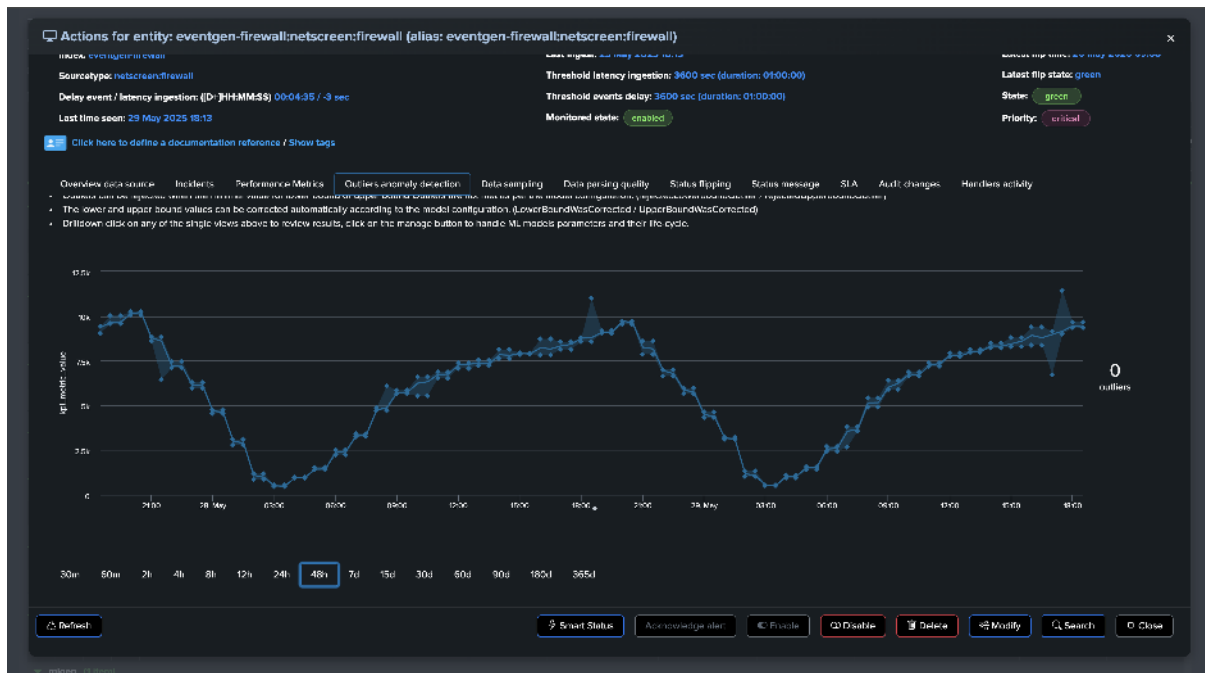 Actions for entity: eventgen-firewall:netscreen:firewall (alias: eventgen-firewall:netscreen:firewall)
Index: eventgen-firewall
Sourcetype: netscreen:firewall
Threshold latency ingestion: 3600 sec (duration: 01:00:00)
Latest flip state: green
Delay event / latency ingestion: ([D+]HH:MM:SS) 00:04:35 / -3 sec
Threshold events delay: 3600 sec (duration: 01:00:00)
State: green
Last time seen: 29 May 2025 18:13
Monitored state: enabled
Priority: critical
Click here to define a documentation reference / Show tags
Overview data source Incidents Performance Metrics Outliers anomaly detection Data sampling Data parsing quality Status flipping Status message SLA Audit changes Handlers activity
• The lower and upper bound values can be corrected automatically according to the model configuration. (LowerBoundWasCorrected / UpperBoundWasCorrected)
• Drilldown click on any of the single views above to review results, click on the manage button to handle ML models parameters and their life cycle.
kpi metric value
12.5k
10k
7.5k
5k
2.5k
0
21:00 28. May 03:00 06:00 09:00 12:00 15:00 18:00 21:00 29. May 03:00 06:00 09:00 12:00 15:00 18:00
0
outliers
30m 60m 2h 4h 8h 12h 24h 48h 7d 15d 30d 60d 90d 180d 365d
Refresh
Smart Status Acknowledge alert Enable Disable Delete Modify Search Close